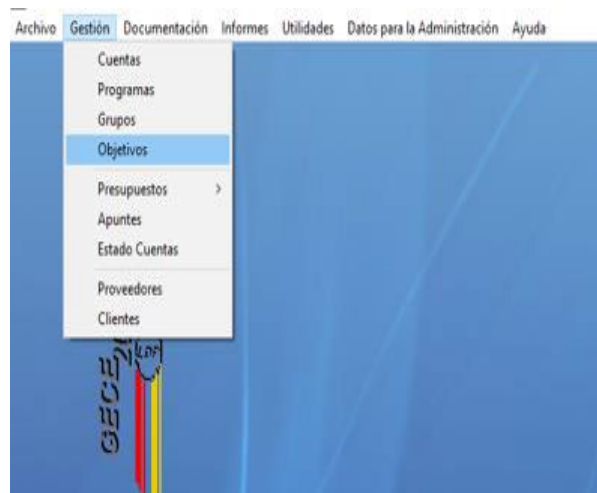 Archivo Gestión Documentación Informes Utilidades Datos para la Administración Ayuda
Cuentas
Programas
Grupos
Objetivos
Presupuestos >
Apuntes
Estado Cuentas
Proveedores
Clientes
GECE